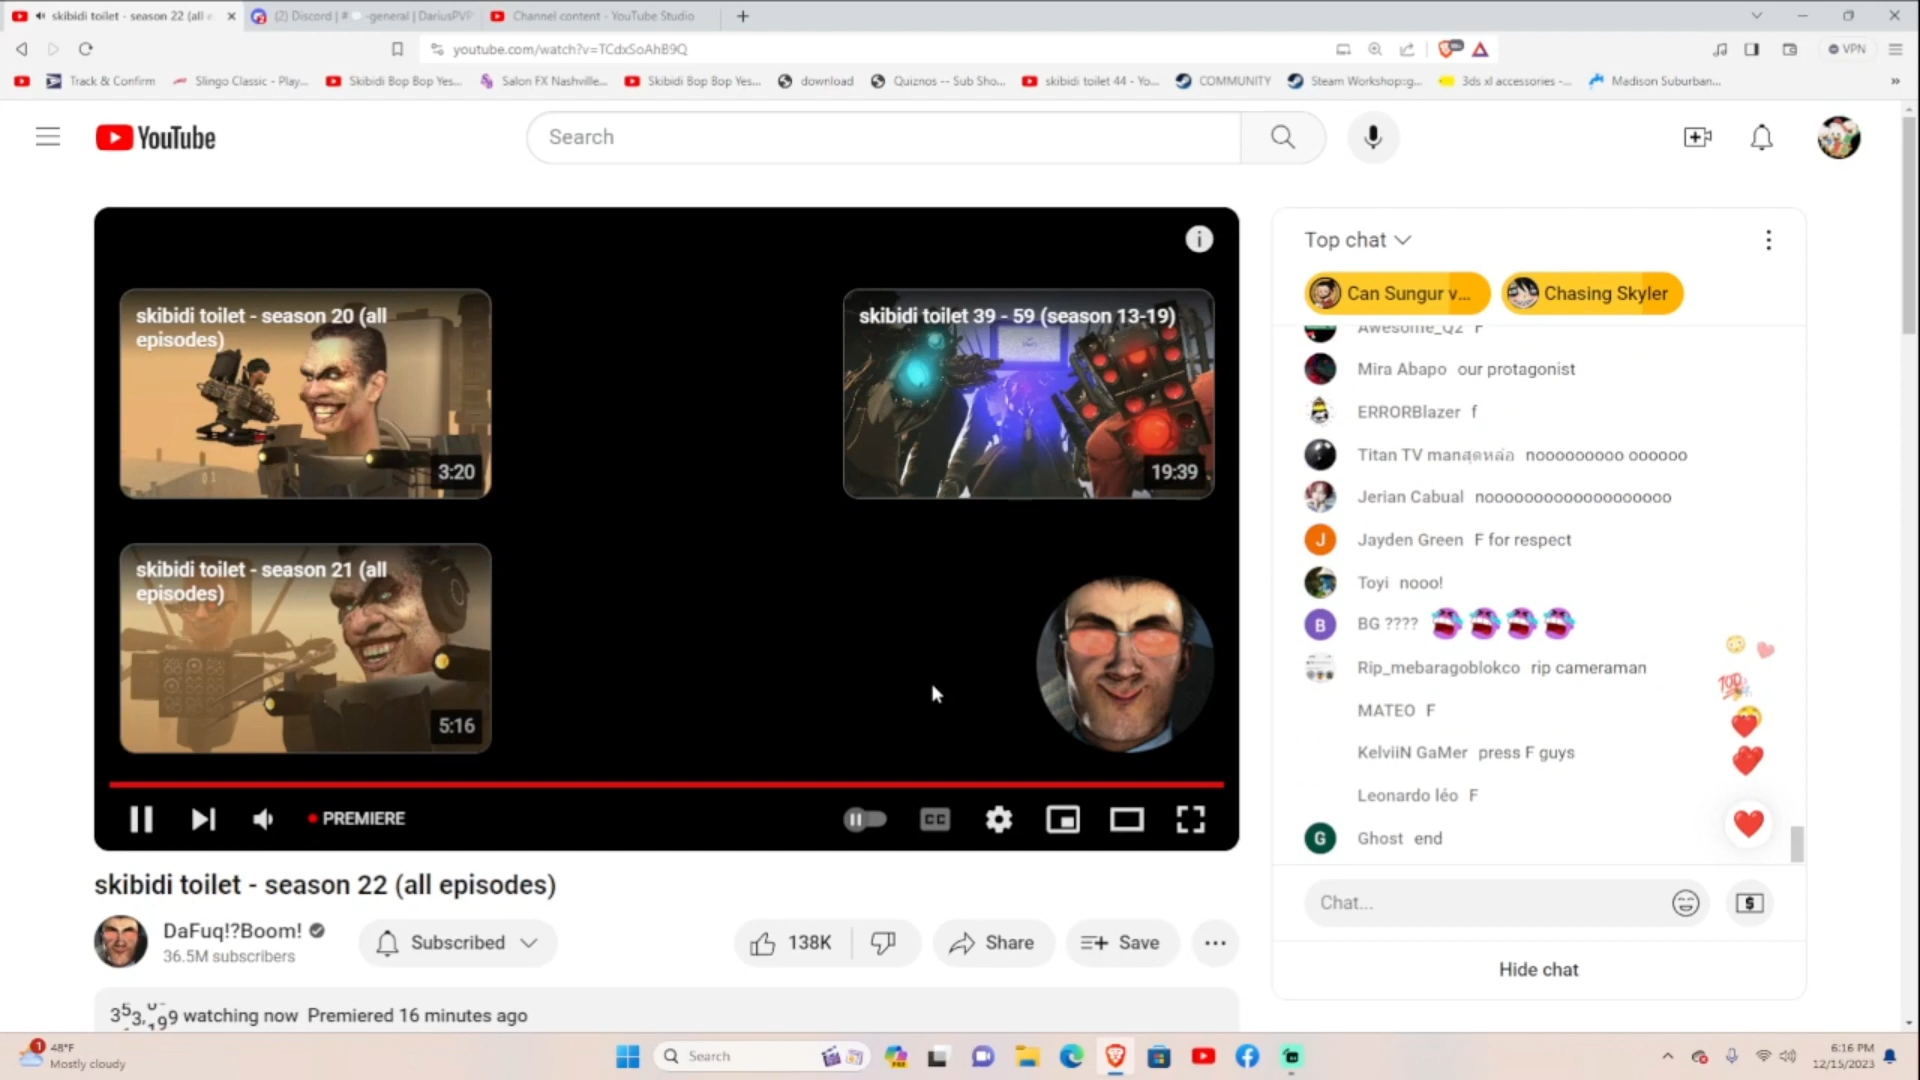 skibidi toilet - season 22 (all e
(2) Discord | # -general | DariusPVP
Channel content - YouTube Studio
youtube.com/watch?v=TCdxSoAhB9Q
VPN
Track & Confirm
Slingo Classic - Play...
Skibidi Bop Bop Yes...
Salon FX Nashville...
Skibidi Bop Bop Yes...
download
Quiznos -- Sub Sho...
skibidi toilet 44 - Yo...
COMMUNITY
Steam Workshop::g...
3ds xl accessories -...
Madison Suburban...
YouTube
Search
skibidi toilet - season 20 (all
episodes)
3:20
skibidi toilet 39 - 59 (season 13-19)
19:39
skibidi toilet - season 21 (all
episodes)
5:16
PREMIERE
CC
skibidi toilet - season 22 (all episodes)
DaFuq!?Boom!
36.5M subscribers
Subscribed
138K
Share
Save
watching now Premiered 16 minutes ago
Top chat
Can Sungur v...
Chasing Skyler
Awesome_Q2 F
Mira Abapo our protagonist
ERRORBlazer f
Titan TV manสุดหล่อ nooooooooo oooooo
Jerian Cabual nooooooooooooooooooo
J
Jayden Green F for respect
Toyi nooo!
B
BG ????
Rip_mebaragoblokco rip cameraman
MATEO F
KelviiN GaMer press F guys
Leonardo léo F
G
Ghost end
100
Chat...
$
Hide chat
1
48°F
Mostly cloudy
Search
6:16 PM
12/15/2023